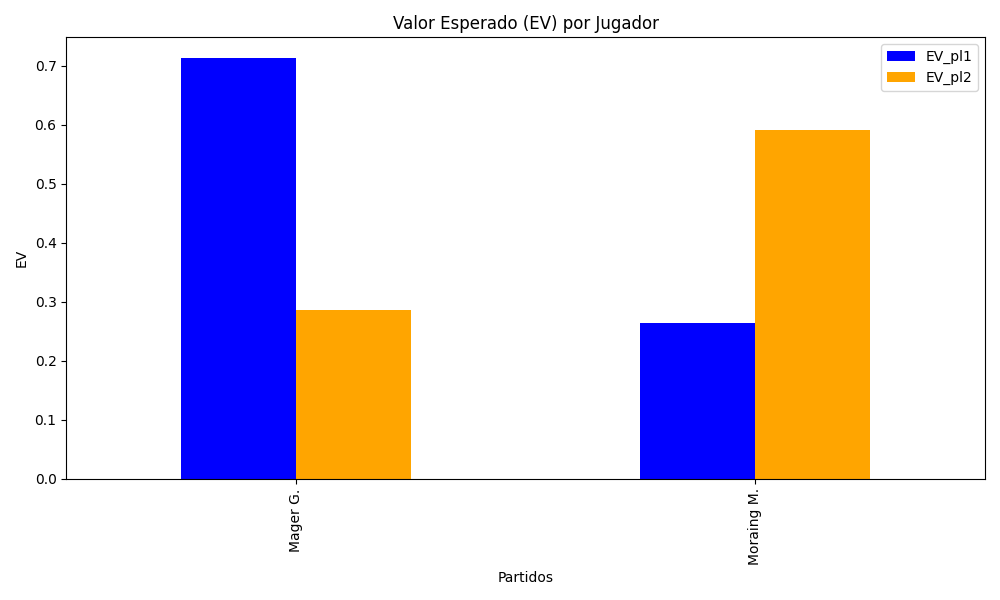 Valor Esperado (EV) por Jugador
EV_pl1
EV_pl2
0.7
0.6
0.5
0.4
0.3
0.2
0.1
0.0
EV
Mager G.
Moraing M.
Partidos